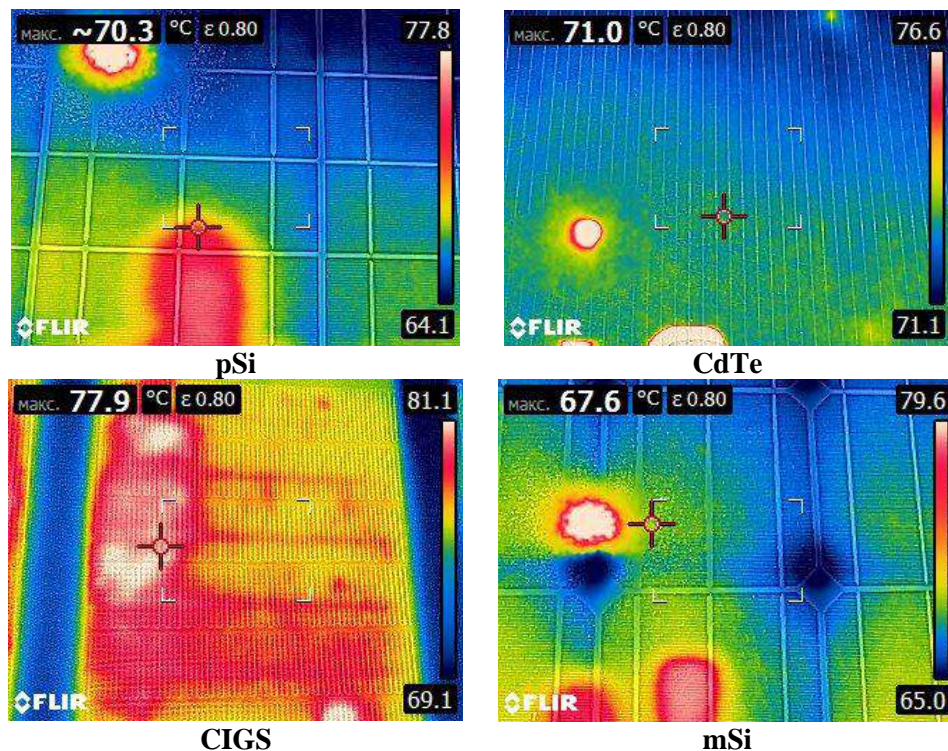 макс. ~70.3 °C ε 0.80 77.8
64.1
FLIR
pSi
макс. 71.0 °C ε 0.80 76.6
71.1
FLIR
CdTe
макс. 77.9 °C ε 0.80 81.1
69.1
FLIR
CIGS
макс. 67.6 °C ε 0.80 79.6
65.0
FLIR
mSi